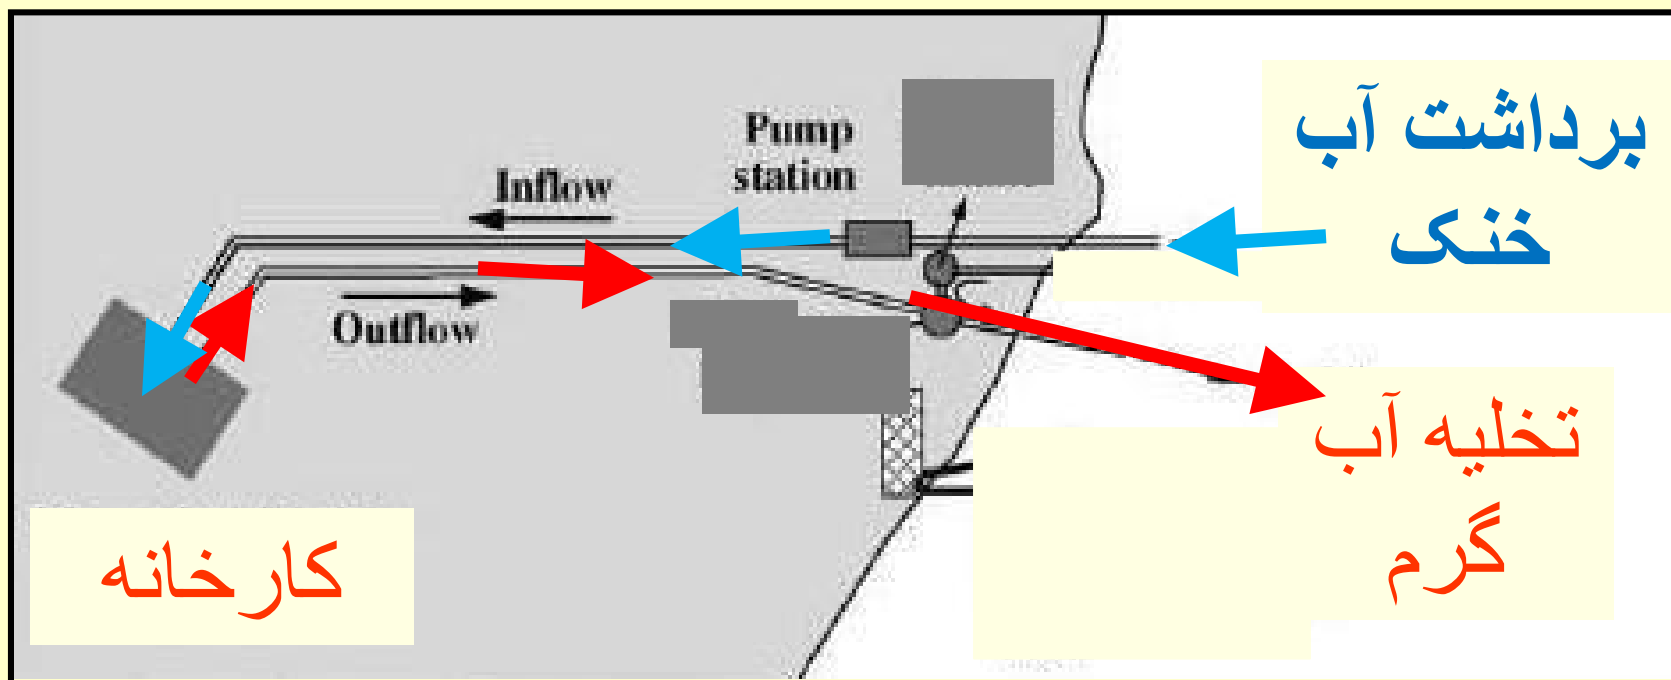 Pump
station
Inflow
Outflow
برداشت آب
خنک
تخلیه آب
گرم
کارخانه